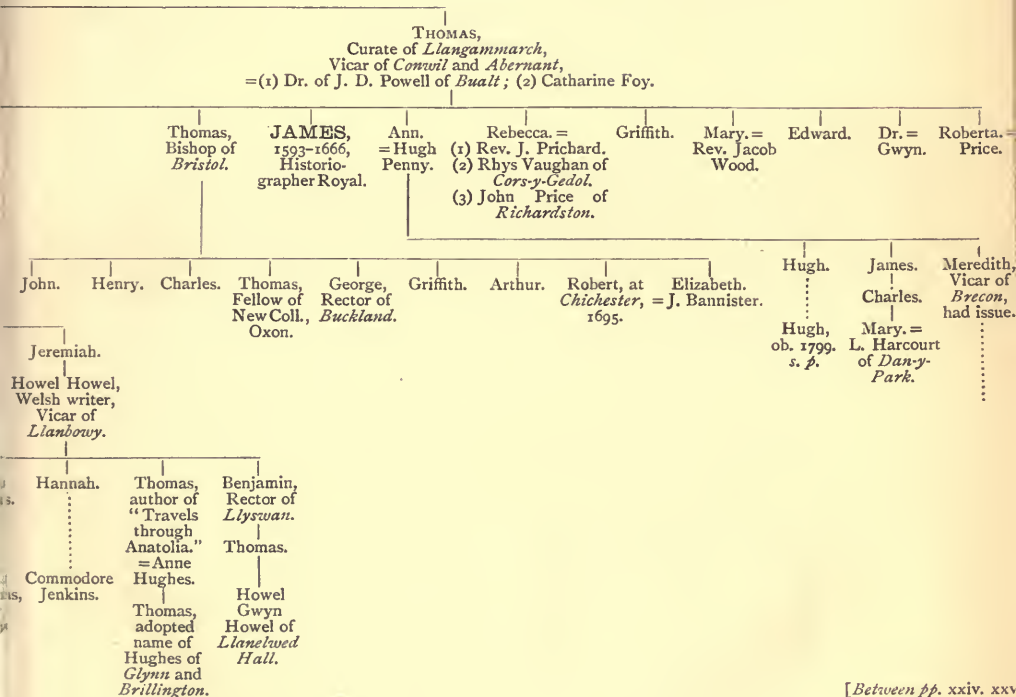 THOMAS,
Curate of Llangammarch,
Vicar of Conwil and Abernant,
=(1) Dr. of J. D. Powell of Bualt; (2) Catharine Foy.
Thomas,
Bishop of
Bristol.
JAMES,
1593-1666,
Historio-
grapher Royal.
Ann.
= Hugh
Penny.
Rebecca. =
(1) Rev. J. Prichard.
(2) Rhys Vaughan of
Cors-y-Gedol.
(3) John Price of
Richardston.
Griffith.
Mary. =
Rev. Jacob
Wood.
Edward.
Dr. =
Gwyn.
Roberta. =
Price.
John.
Henry.
Charles.
Thomas,
Fellow of
New Coll.,
Oxon.
George,
Rector of
Buckland.
Griffith.
Arthur.
Robert, at
Chichester,
1695.
Elizabeth.
= J. Bannister.
Hugh.
Hugh,
ob. 1799.
s. p.
James.
Charles.
Mary. =
L. Harcourt
of Dan-y-
Park.
Meredith,
Vicar of
Brecon,
had issue.
Jeremiah.
Howel Howel,
Welsh writer,
Vicar of
Llanbowy.
Hannah.
Commodore
Jenkins.
Thomas,
author of
"Travels
through
Anatolia."
= Anne
Hughes.
Thomas,
adopted
name of
Hughes of
Glynn and
Brillington.
Benjamin,
Rector of
Llyswan.
Thomas.
Howel
Gwyn
Howel of
Llanelwed
Hall.
[Between pp. xxiv. xxv